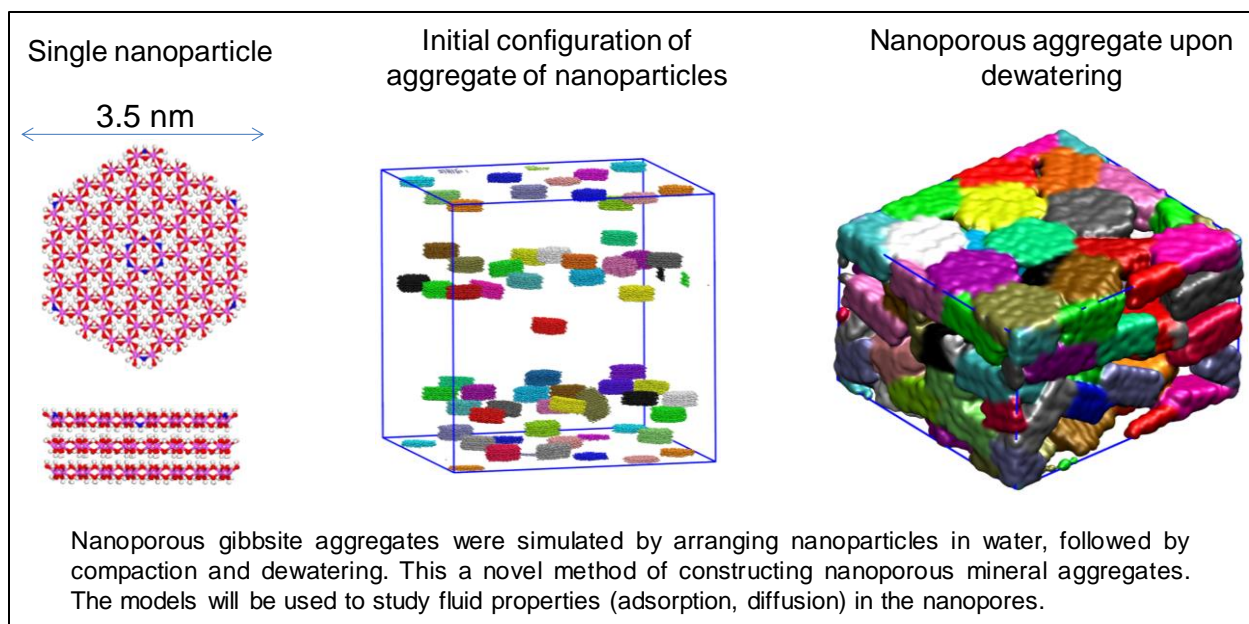 Single nanoparticle
3.5 nm
Initial configuration of
aggregate of nanoparticles
Nanoporous aggregate upon
dewatering
Nanoporous gibbsite aggregates were simulated by arranging nanoparticles in water, followed by
compaction and dewatering. This a novel method of constructing nanoporous mineral aggregates.
The models will be used to study fluid properties (adsorption, diffusion) in the nanopores.